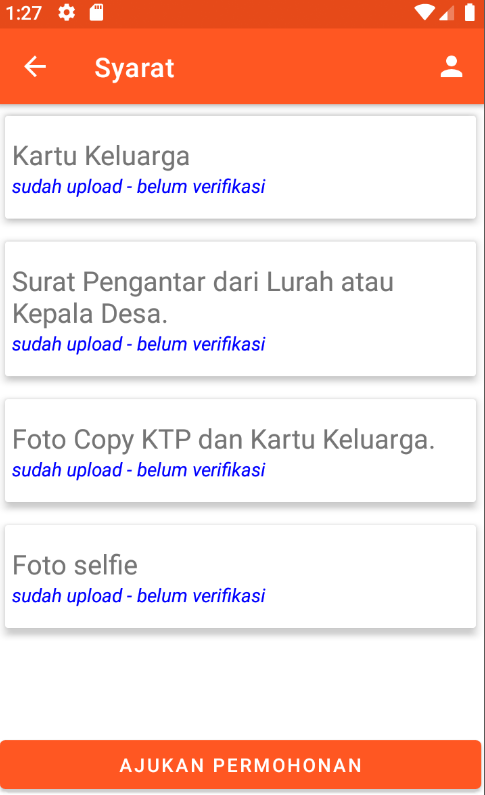 1:27
Syarat
Kartu Keluarga
sudah upload - belum verifikasi
Surat Pengantar dari Lurah atau
Kepala Desa.
sudah upload - belum verifikasi
Foto Copy KTP dan Kartu Keluarga.
sudah upload - belum verifikasi
Foto selfie
sudah upload - belum verifikasi
AJUKAN PERMOHONAN